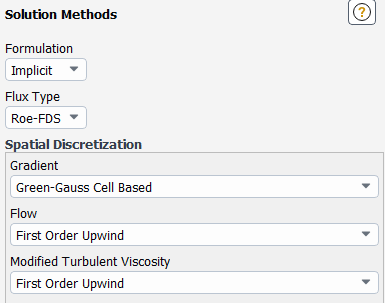 Solution Methods
?
Formulation
Implicit
Flux Type
Roe-FDS
Spatial Discretization
Gradient
Green-Gauss Cell Based
Flow
First Order Upwind
Modified Turbulent Viscosity
First Order Upwind